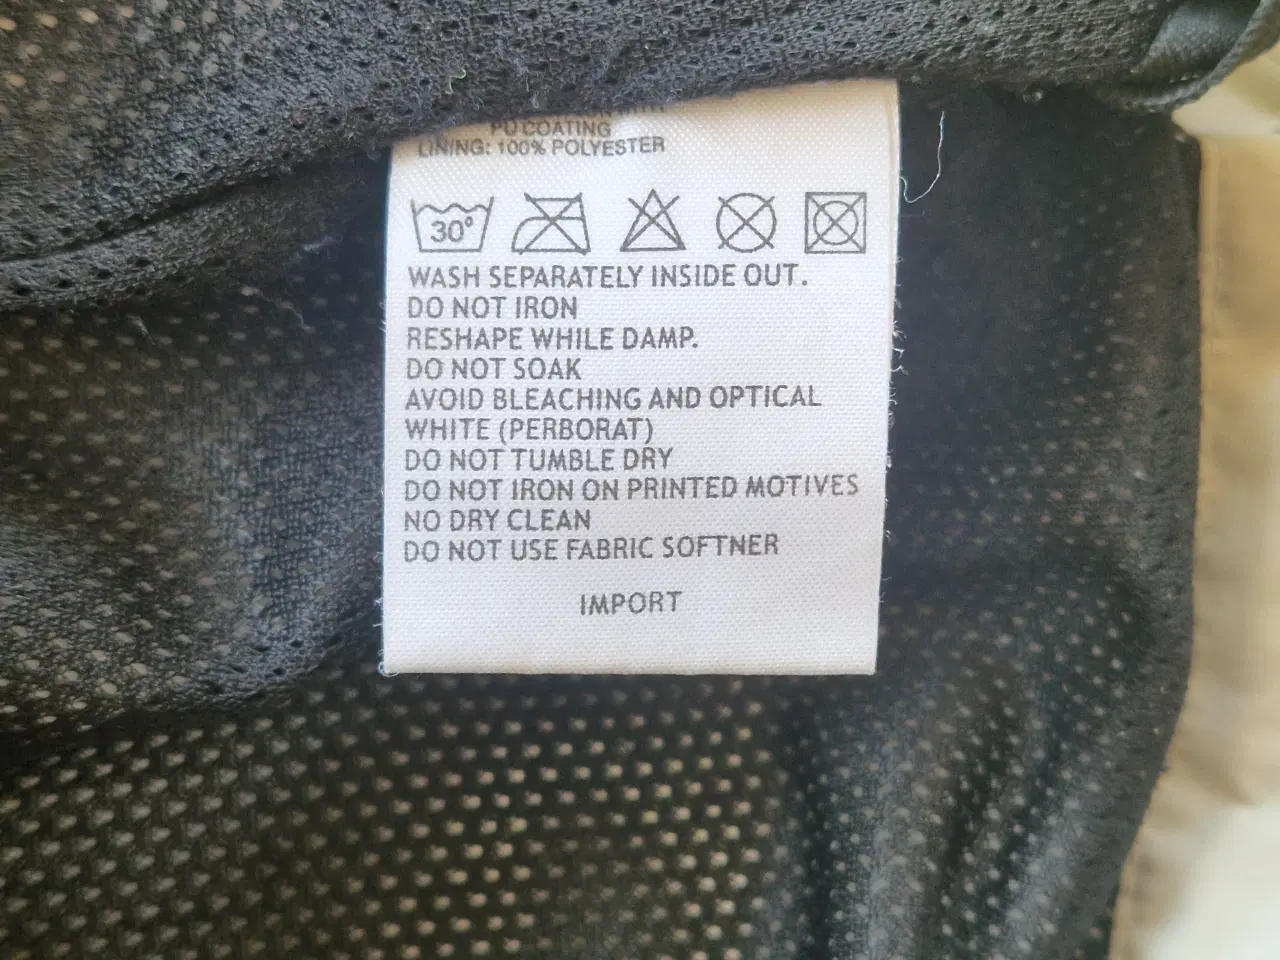 PU COATING
LINING: 100% POLYESTER
30°
WASH SEPARATELY INSIDE OUT.
DO NOT IRON
RESHAPE WHILE DAMP.
DO NOT SOAK
AVOID BLEACHING AND OPTICAL
WHITE (PERBORAT)
DO NOT TUMBLE DRY
DO NOT IRON ON PRINTED MOTIVES
NO DRY CLEAN
DO NOT USE FABRIC SOFTNER
IMPORT